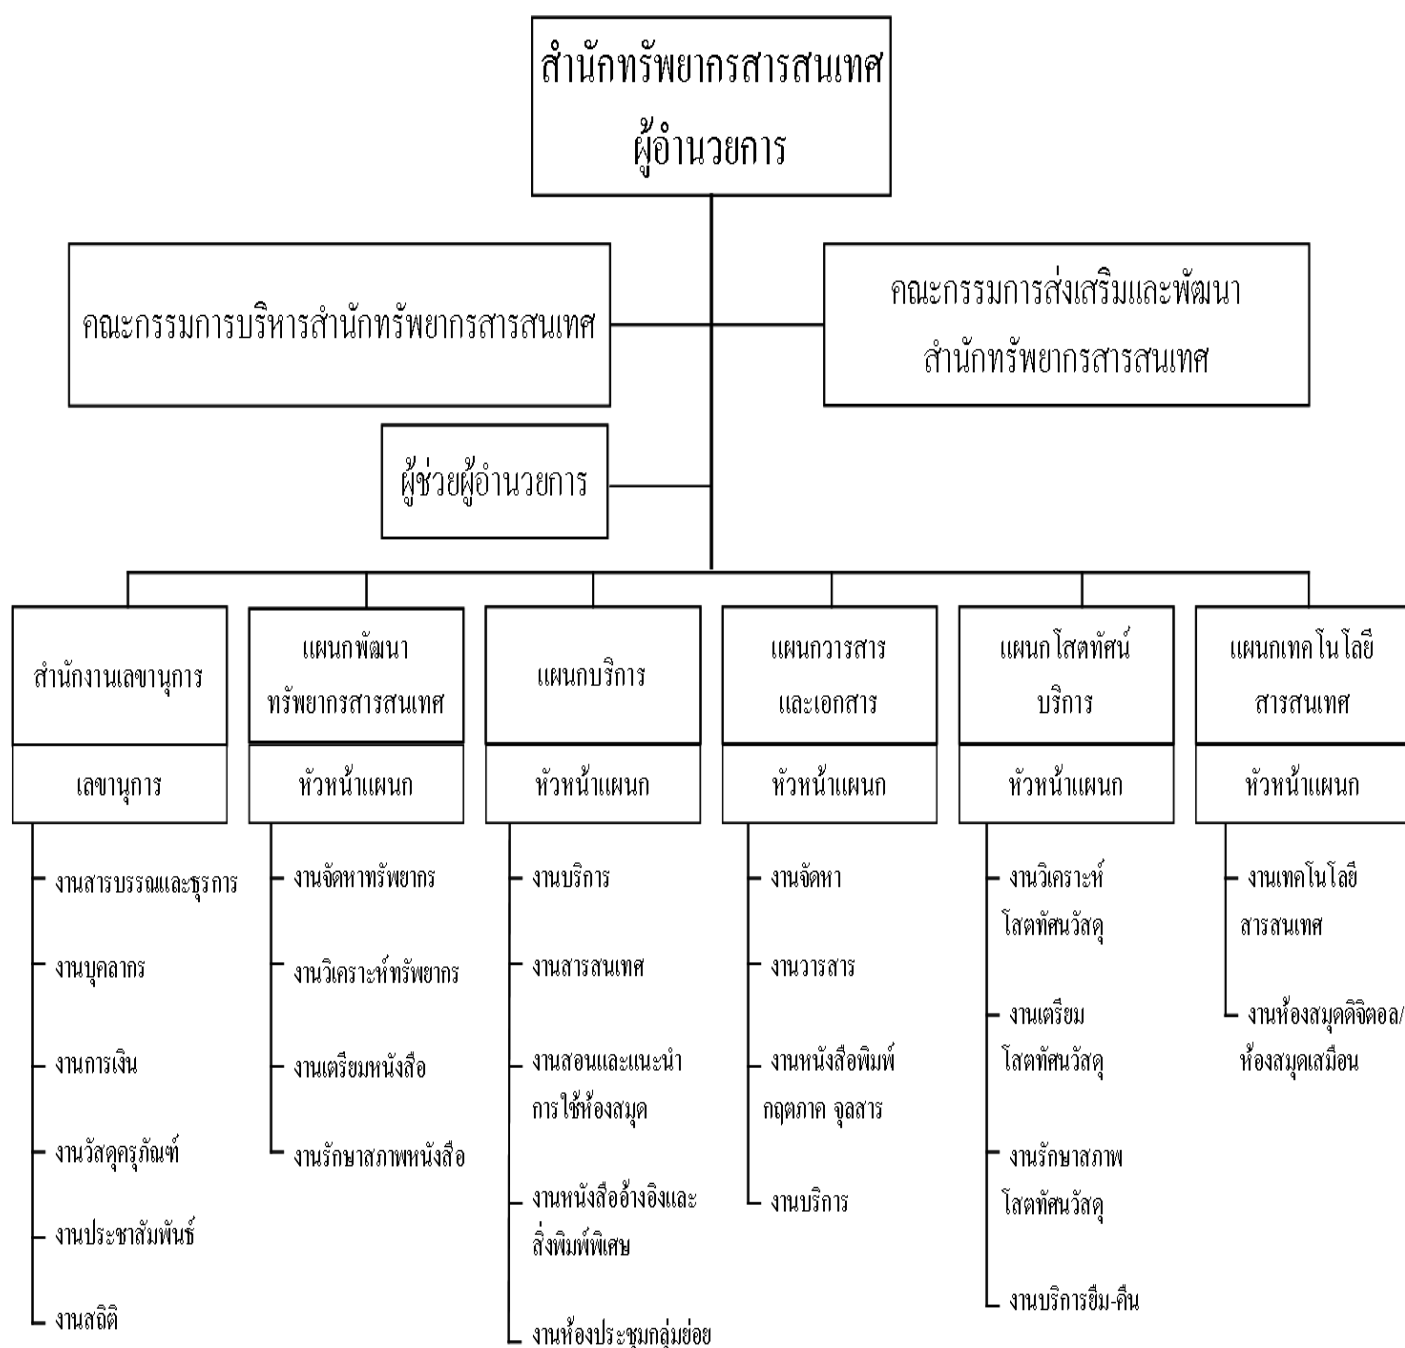 สำนักทรัพยากรสารสนเทศ
ผู้อำนวยการ
คณะกรรมการบริหารสำนักทรัพยากรสารสนเทศ
คณะกรรมการส่งเสริมและพัฒนา
สำนักทรัพยากรสารสนเทศ
ผู้ช่วยผู้อำนวยการ
สำนักงานเลขานุการ
เลขานุการ
งานสารบรรณและธุรการ
งานบุคลากร
งานการเงิน
งานวัสดุครุภัณฑ์
งานประชาสัมพันธ์
งานสถิติ
แผนกพัฒนา
ทรัพยากรสารสนเทศ
หัวหน้าแผนก
งานจัดหาทรัพยากร
งานวิเคราะห์ทรัพยากร
งานเตรียมหนังสือ
งานรักษาสภาพหนังสือ
แผนกบริการ
หัวหน้าแผนก
งานบริการ
งานสารสนเทศ
งานสอนและแนะนำ
การใช้ห้องสมุด
งานหนังสืออ้างอิงและ
สิ่งพิมพ์พิเศษ
งานห้องประชุมกลุ่มย่อย
แผนกวารสาร
และเอกสาร
หัวหน้าแผนก
งานจัดหา
งานวารสาร
งานหนังสือพิมพ์
กฤตภาค จุลสาร
งานบริการ
แผนกโสตทัศน์
บริการ
หัวหน้าแผนก
งานวิเคราะห์
โสตทัศนวัสดุ
งานเตรียม
โสตทัศนวัสดุ
งานรักษาสภาพ
โสตทัศนวัสดุ
งานบริการยืม-คืน
แผนกเทคโนโลยี
สารสนเทศ
หัวหน้าแผนก
งานเทคโนโลยี
สารสนเทศ
งานห้องสมุดดิจิตอล/
ห้องสมุดเสมือน